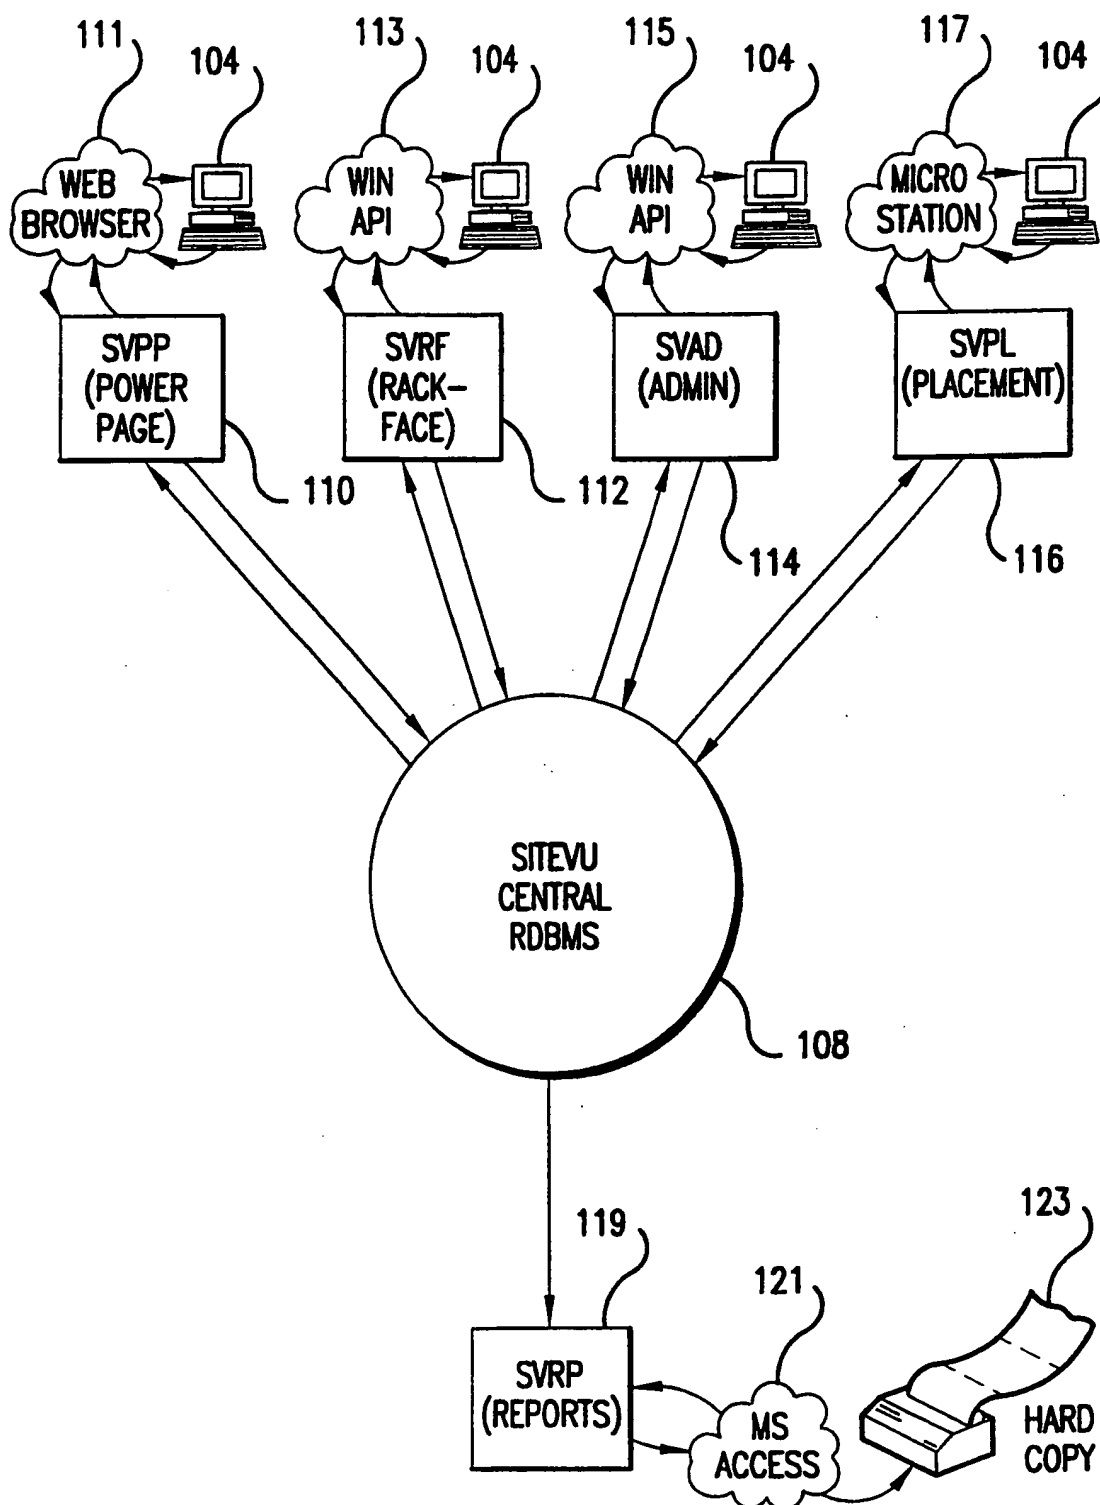 111
104
113
104
115
104
117
104
WEB
BROWSER
WIN
API
WIN
API
MICRO
STATION
SVPP
(POWER
PAGE)
SVRF
(RACK-
FACE)
SVAD
(ADMIN)
SVPL
(PLACEMENT)
110
112
114
116
SITEVU
CENTRAL
RDBMS
108
119
121
123
SVRP
(REPORTS)
MS
ACCESS
HARD
COPY